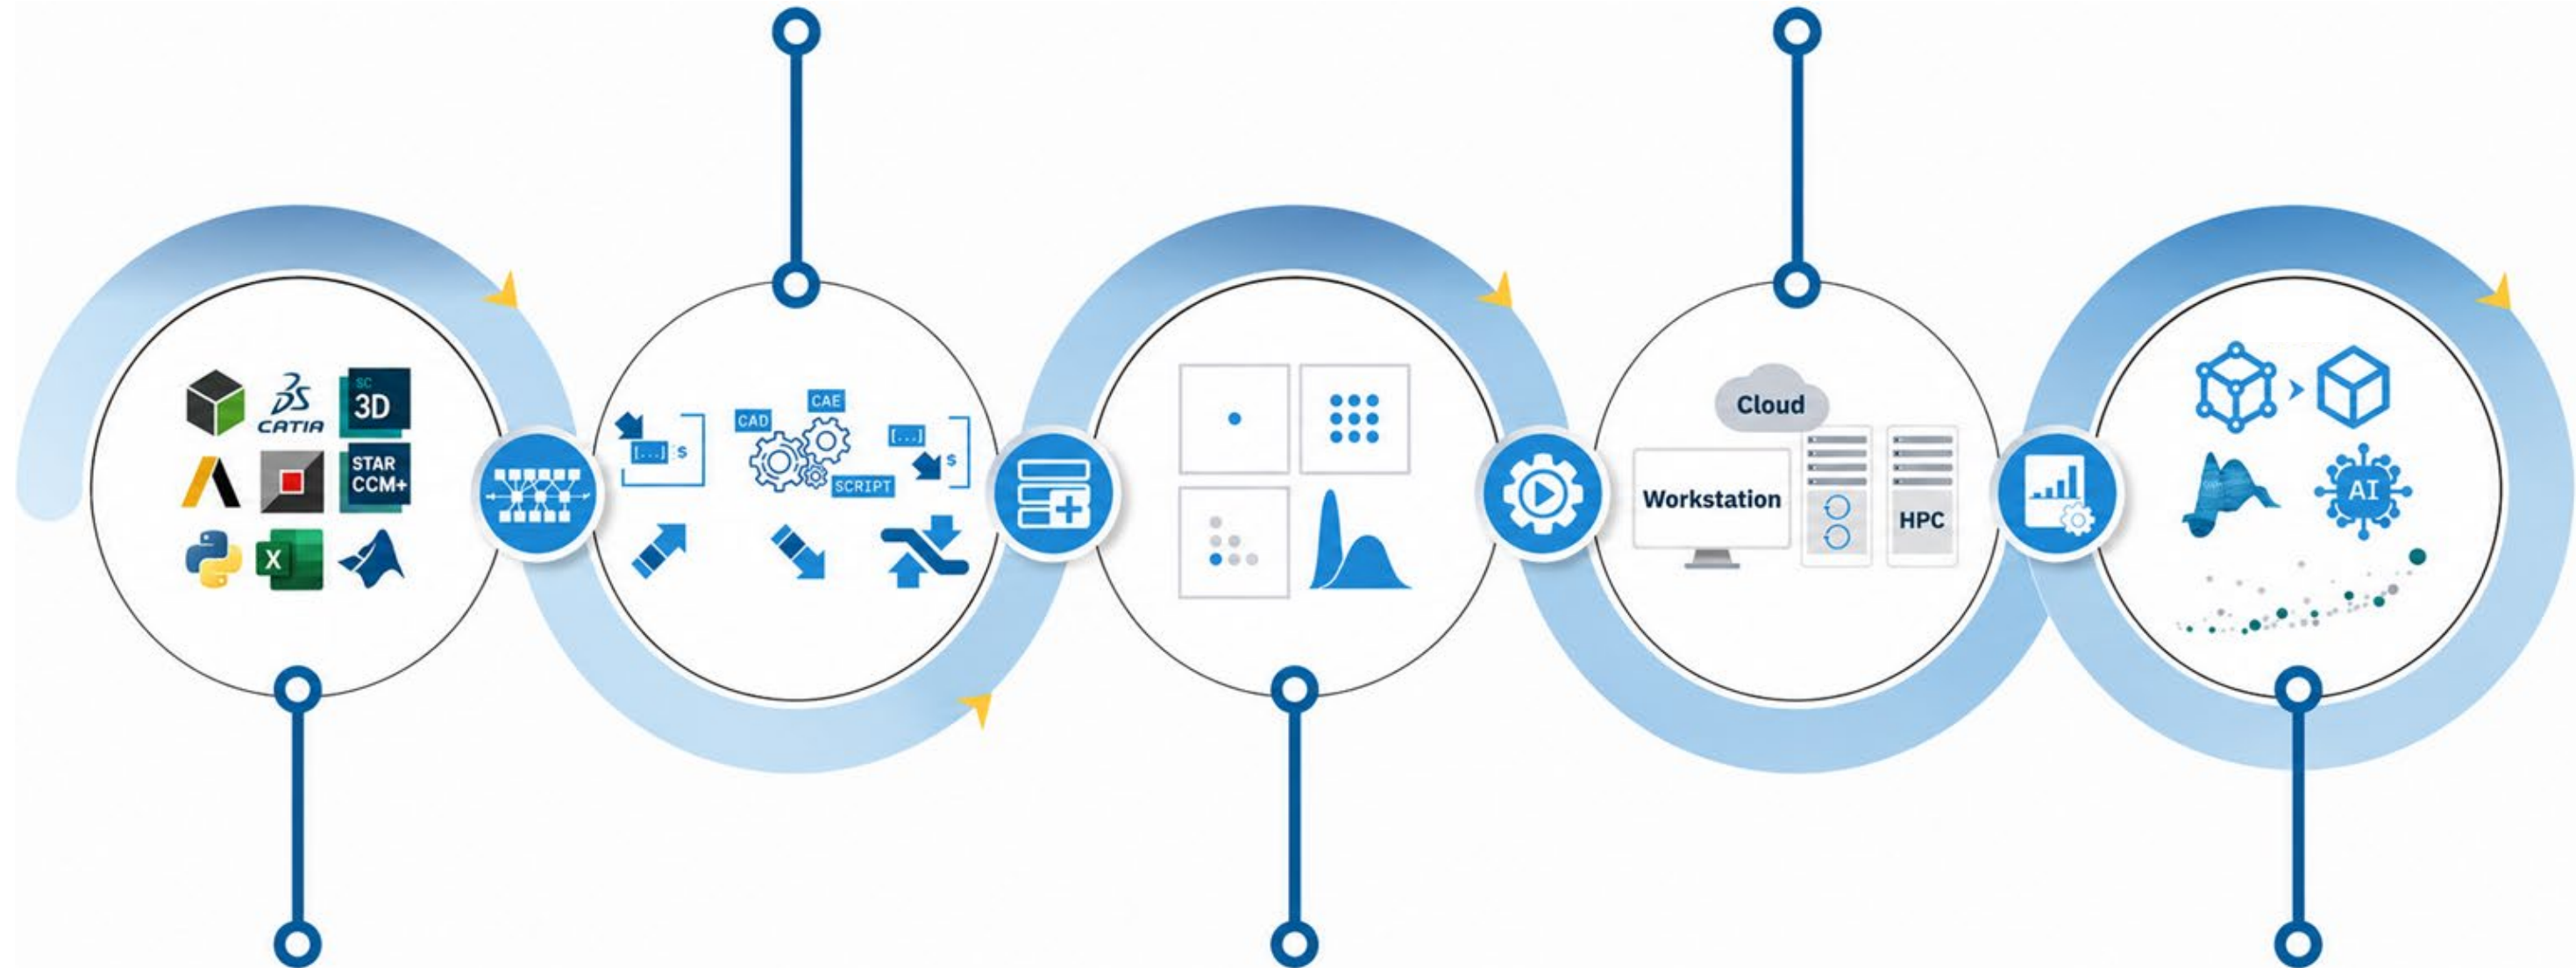 CATIA
SC
3D
STAR
CCM+
X
CAD
CAE
SCRIPT
[...] $
[...]
$
Cloud
Workstation
HPC
AI